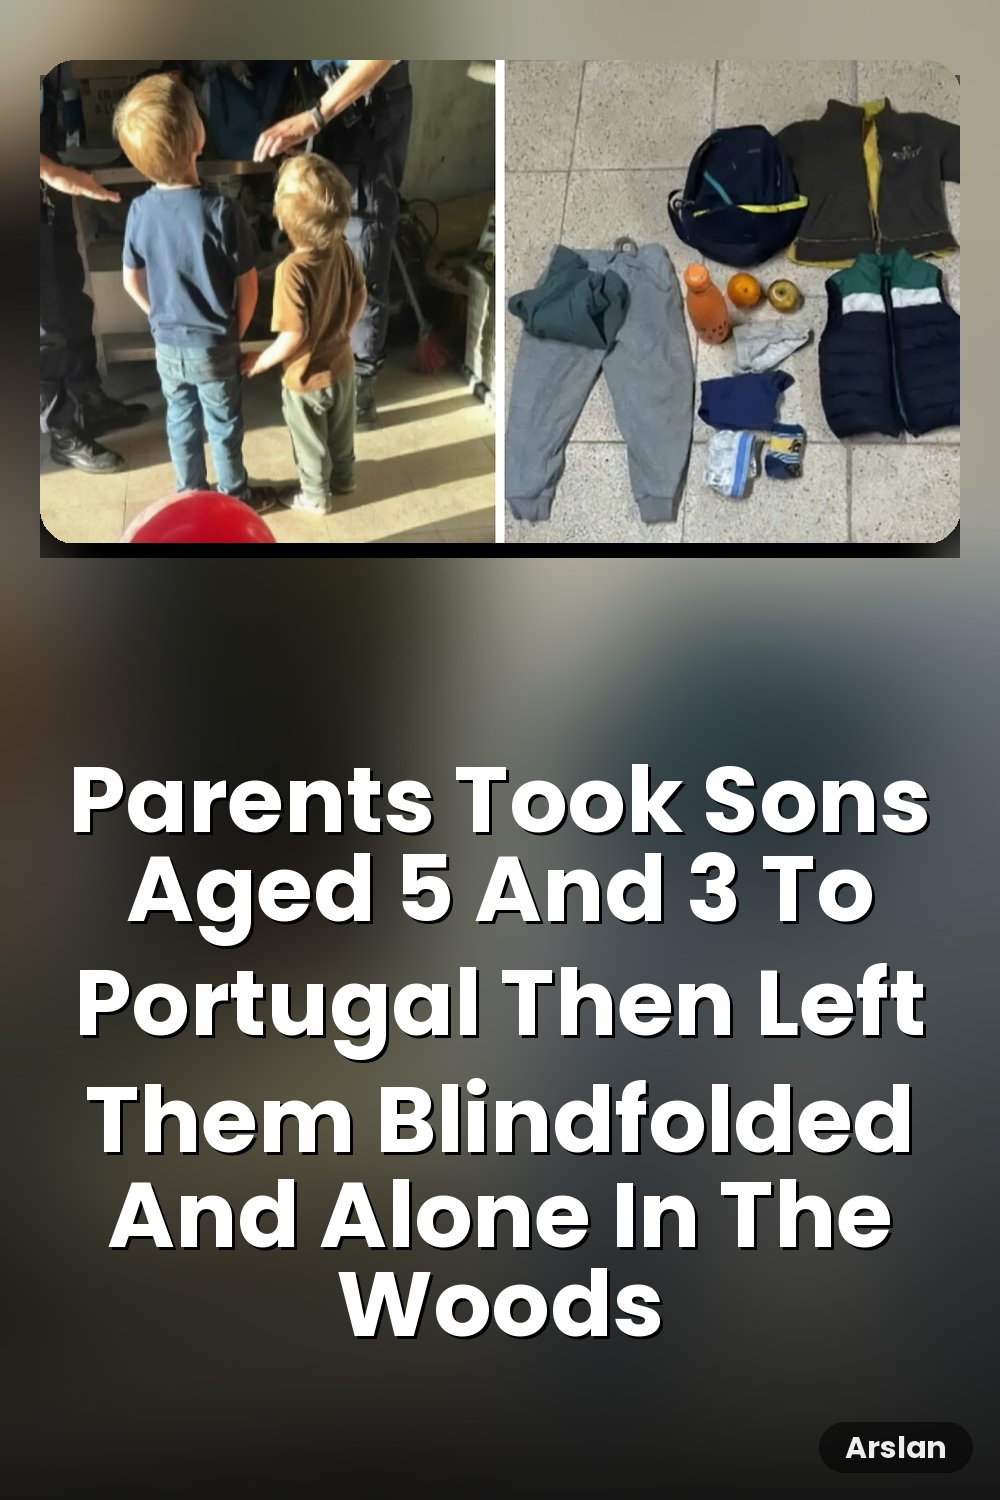 Parents Took Sons
Aged 5 And 3 To
Portugal Then Left
Them Blindfolded
And Alone In The
Woods
Arslan